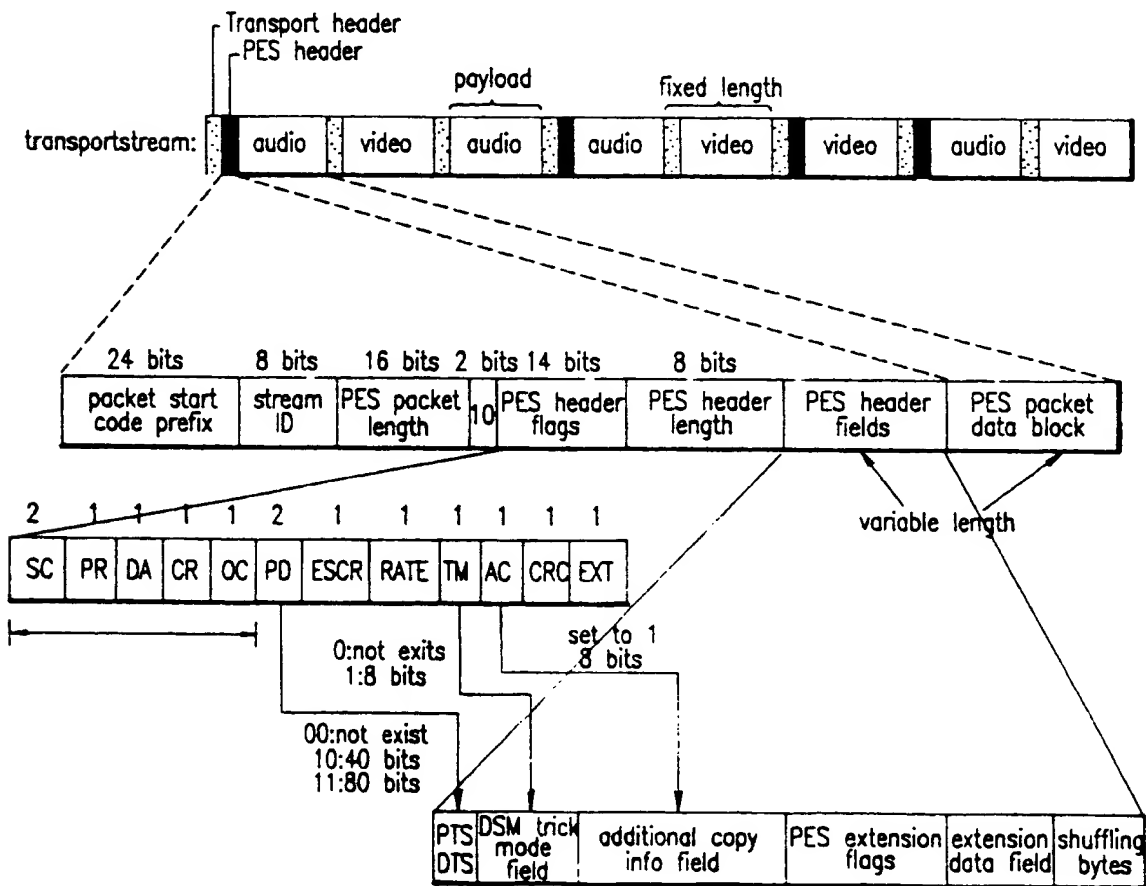 Transport header
PES header
payload
fixed length
transportstream:
audio
video
audio
audio
video
video
audio
video
24 bits
8 bits
16 bits
2 bits
14 bits
8 bits
packet start
code prefix
stream
ID
PES packet
length
10
PES header
flags
PES header
length
PES header
fields
PES packet
data block
variable length
2
1
1
1
1
2
1
1
1
1
1
1
SC
PR
DA
CR
OC
PD
ESCR
RATE
TM
AC
CRC
EXT
set to 1
8 bits
0:not exits
1:8 bits
00:not exist
10:40 bits
11:80 bits
PTS
DTS
DSM trick
mode
field
additional copy
info field
PES extension
flags
extension
data field
shuffling
bytes